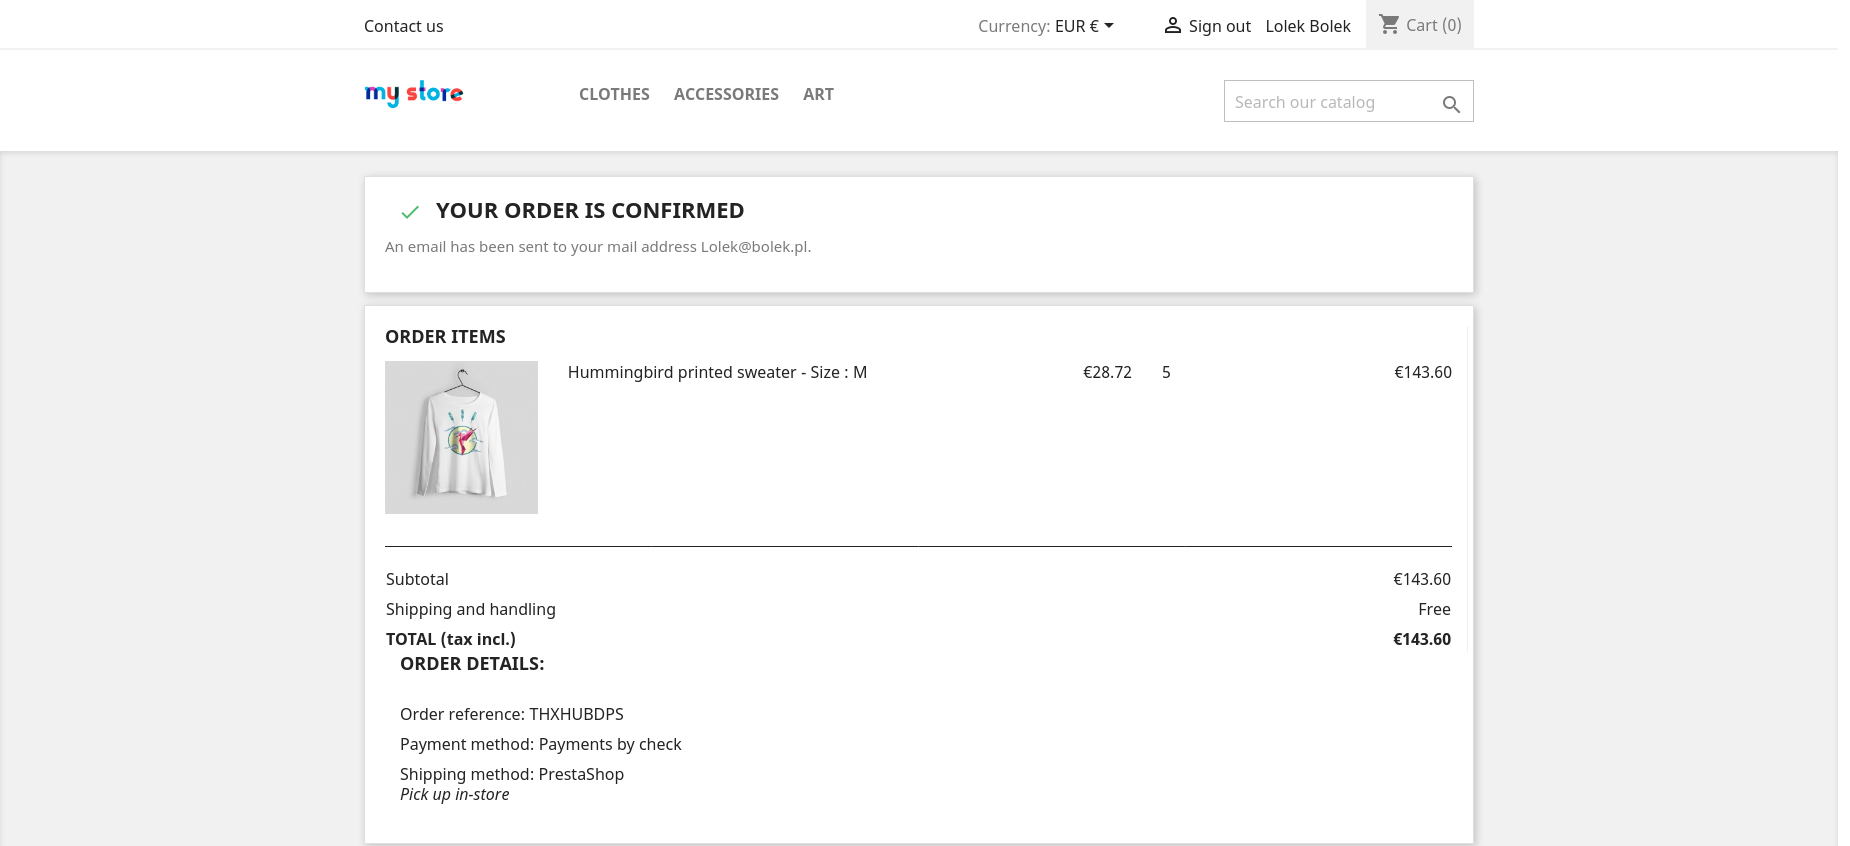 Contact us
Currency: EUR €
Sign out
Lolek Bolek
Cart (0)
my store
CLOTHES
ACCESSORIES
ART
Search our catalog
YOUR ORDER IS CONFIRMED
An email has been sent to your mail address Lolek@bolek.pl.
ORDER ITEMS
Hummingbird printed sweater - Size : M €28.72 5 €143.60
Subtotal €143.60
Shipping and handling Free
TOTAL (tax incl.) €143.60
ORDER DETAILS:
Order reference: THXHUBDPS
Payment method: Payments by check
Shipping method: PrestaShop
Pick up in-store